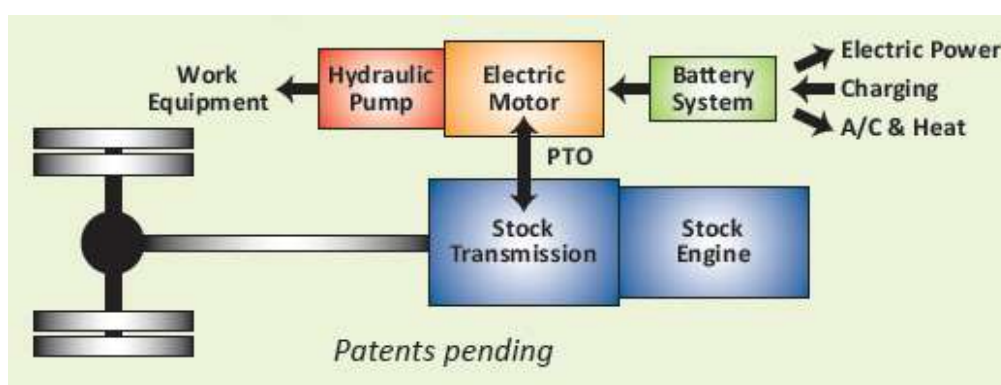 Work
Equipment
Hydraulic
Pump
Electric
Motor
Battery
System
Electric Power
Charging
A/C & Heat
PTO
Stock
Transmission
Stock
Engine
Patents pending